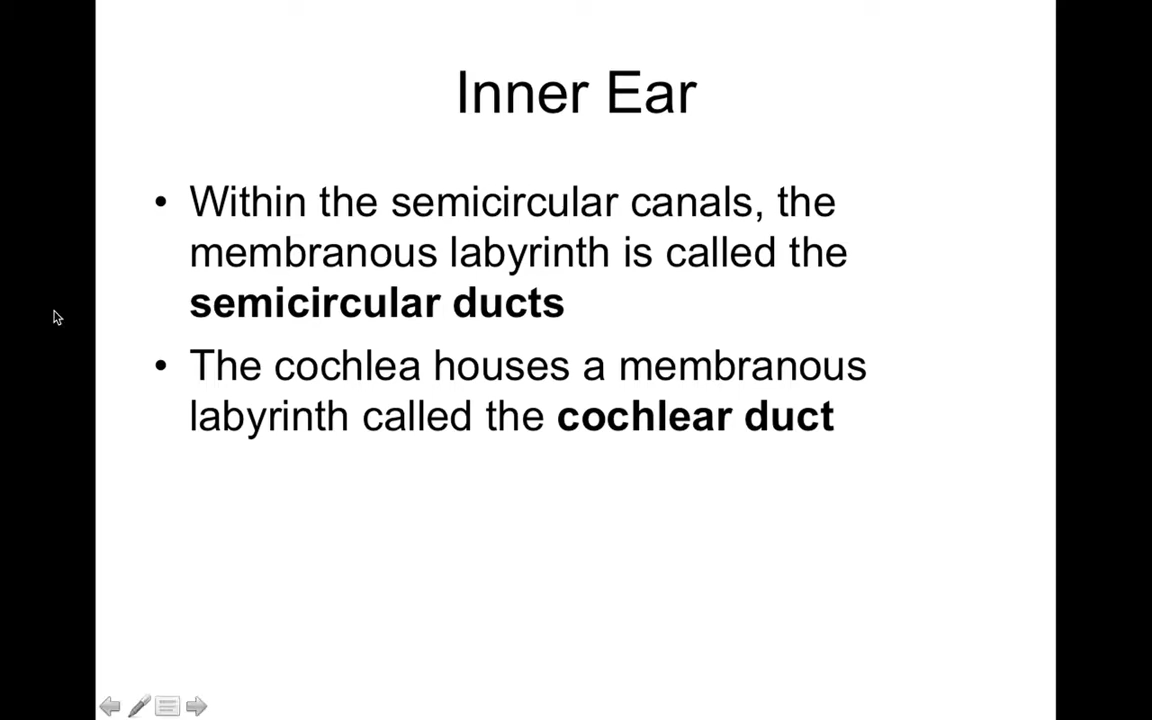 Inner Ear
• Within the semicircular canals, the
membranous labyrinth is called the
semicircular ducts
• The cochlea houses a membranous
labyrinth called the cochlear duct